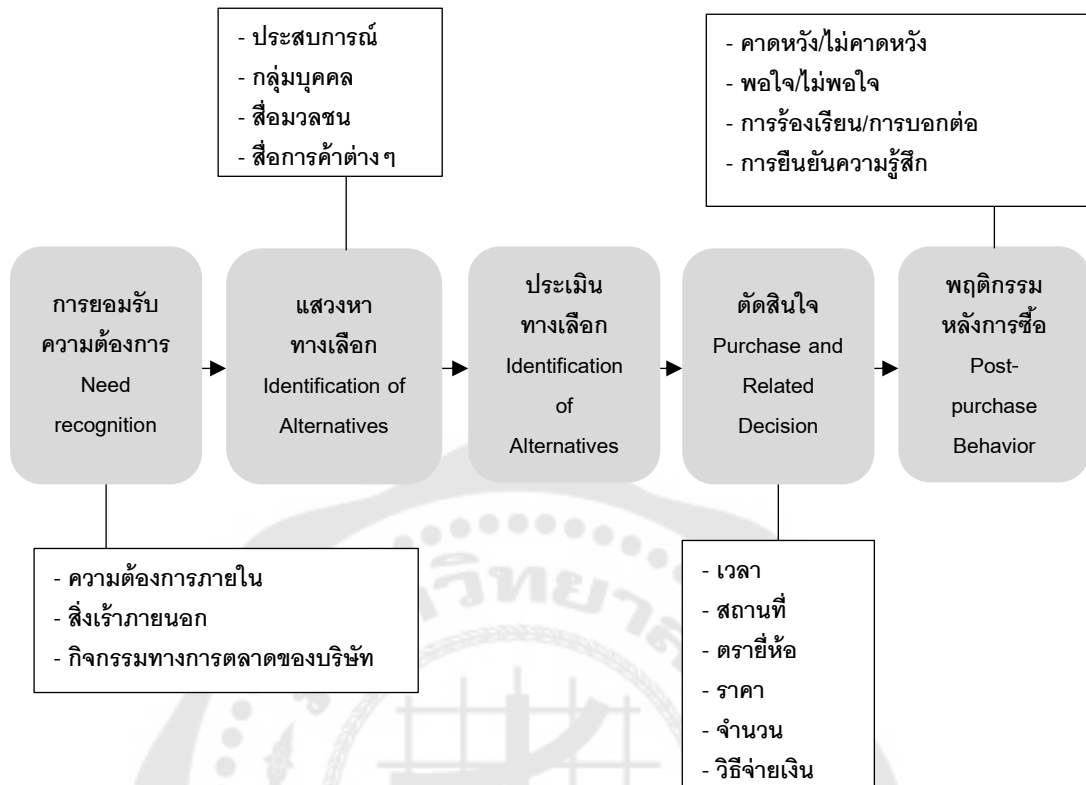 - ประสบการณ์
- กลุ่มบุคคล
- สื่อมวลชน
- สื่อการค้าต่างๆ
- คาดหวัง/ไม่คาดหวัง
- พอใจ/ไม่พอใจ
- การร้องเรียน/การบอกต่อ
- การยืนยันความรู้สึก
การยอมรับ
ความต้องการ
Need
recognition
แสวงหา
ทางเลือก
Identification of
Alternatives
ประเมิน
ทางเลือก
Identification
of
Alternatives
ตัดสินใจ
Purchase and
Related
Decision
พฤติกรรม
หลังการซื้อ
Post-
purchase
Behavior
- ความต้องการภายใน
- สิ่งเร้าภายนอก
- กิจกรรมทางการตลาดของบริษัท
- เวลา
- สถานที่
- ตรายี่ห้อ
- ราคา
- จำนวน
- วิธีจ่ายเงิน